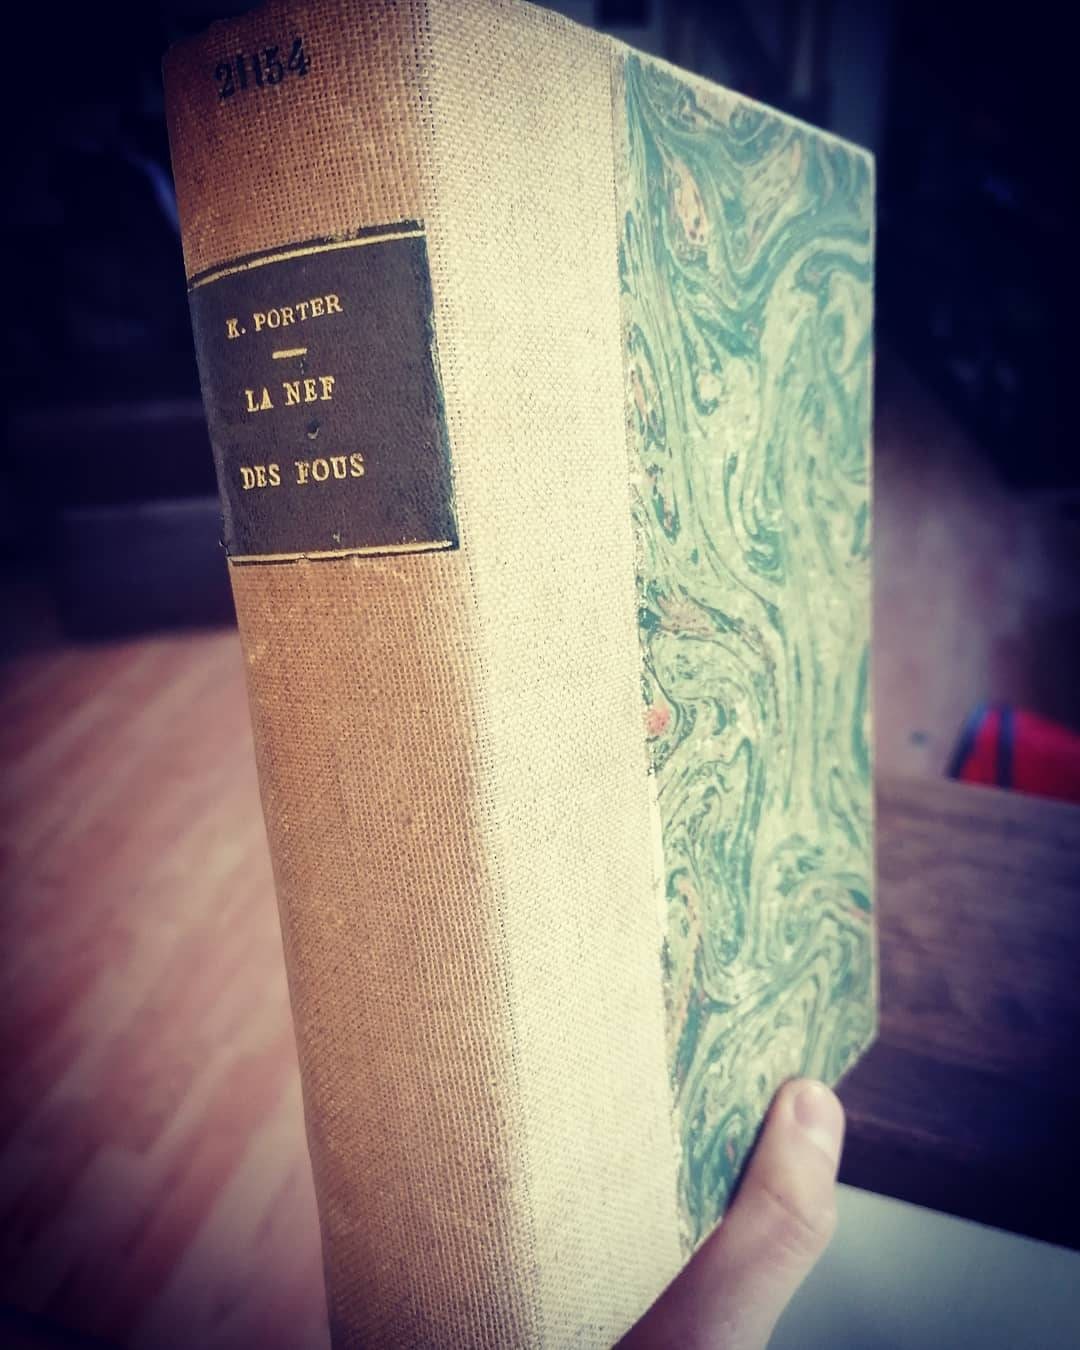 21154
K. PORTER
LA NEF
DES FOUS